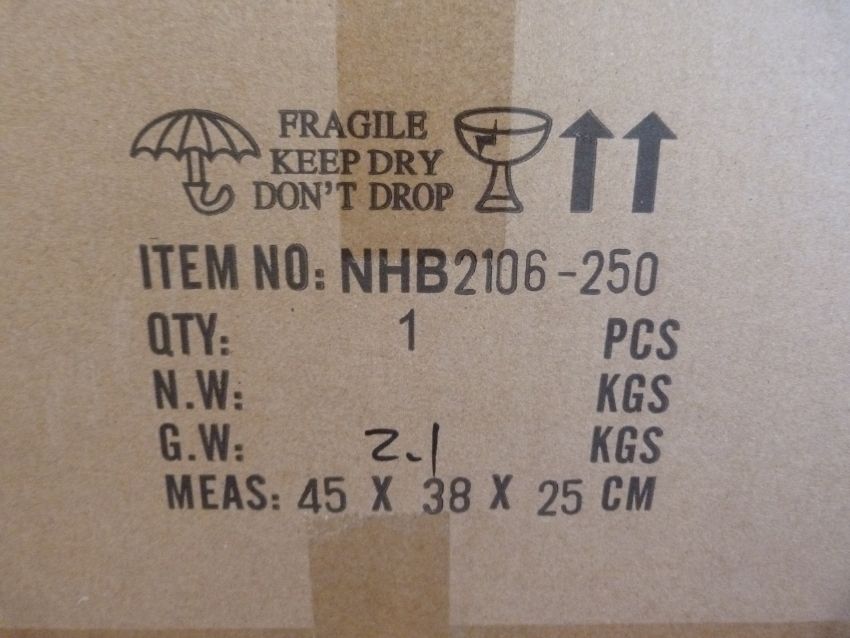 FRAGILE
KEEP DRY
DON'T DROP
ITEM NO: NHB2106-250
QTY: 1 PCS
N.W: KGS
G.W: 2.1 KGS
MEAS: 45 X 38 X 25 CM